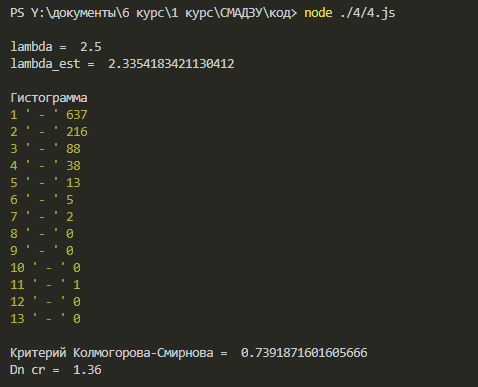 PS Y:\документы\6 курс\1 курс\СМАДЗУ\код> node ./4/4.js
lambda =  2.5
lambda_est =  2.3354183421130412
Гистограмма
1 ' - ' 637
2 ' - ' 216
3 ' - ' 88
4 ' - ' 38
5 ' - ' 13
6 ' - ' 5
7 ' - ' 2
8 ' - ' 0
9 ' - ' 0
10 ' - ' 0
11 ' - ' 1
12 ' - ' 0
13 ' - ' 0
Критерий Колмогорова-Смирнова =  0.7391871601605666
Dn cr =  1.36